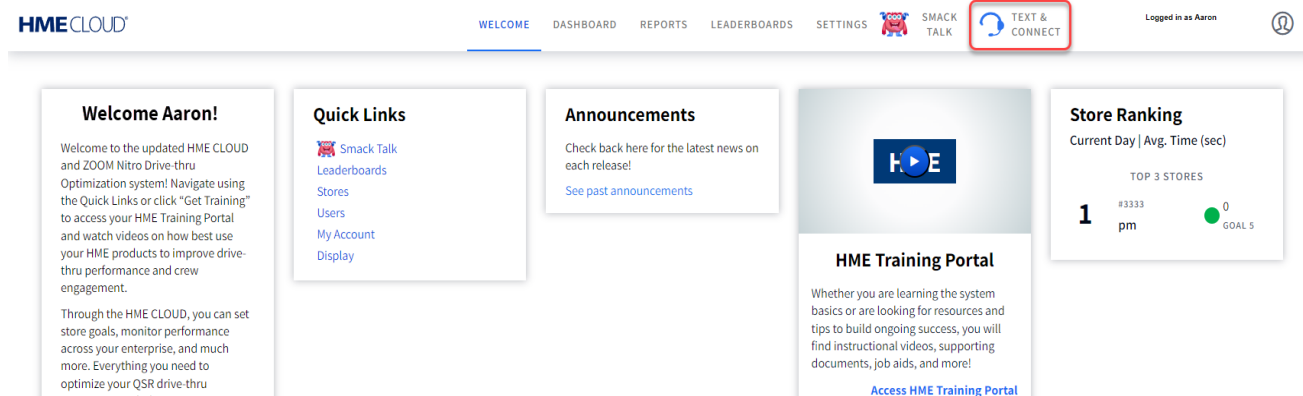 HME CLOUD®
WELCOME
DASHBOARD
REPORTS
LEADERBOARDS
SETTINGS
SMACK
TALK
TEXT &
CONNECT
Logged in as Aaron
Welcome Aaron!
Welcome to the updated HME CLOUD
and ZOOM Nitro Drive-thru
Optimization system! Navigate using
the Quick Links or click “Get Training”
to access your HME Training Portal
and watch videos on how best use
your HME products to improve drive-
thru performance and crew
engagement.
Through the HME CLOUD, you can set
store goals, monitor performance
across your enterprise, and much
more. Everything you need to
optimize your QSR drive-thru
Quick Links
Smack Talk
Leaderboards
Stores
Users
My Account
Display
Announcements
Check back here for the latest news on
each release!
See past announcements
HME
HME Training Portal
Whether you are learning the system
basics or are looking for resources and
tips to build ongoing success, you will
find instructional videos, supporting
documents, job aids, and more!
Access HME Training Portal
Store Ranking
Current Day | Avg. Time (sec)
TOP 3 STORES
1
#3333
pm
0
GOAL 5